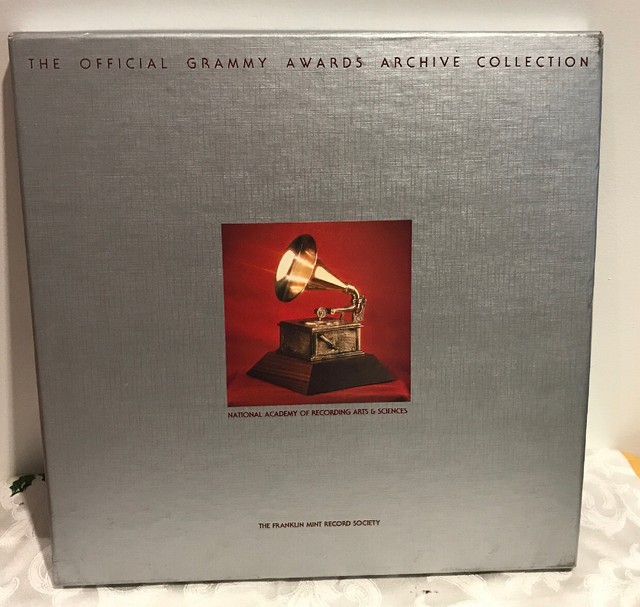 THE OFFICIAL GRAMMY AWARDS ARCHIVE COLLECTION
NATIONAL ACADEMY OF RECORDING ARTS & SCIENCES
THE FRANKLIN MINT RECORD SOCIETY